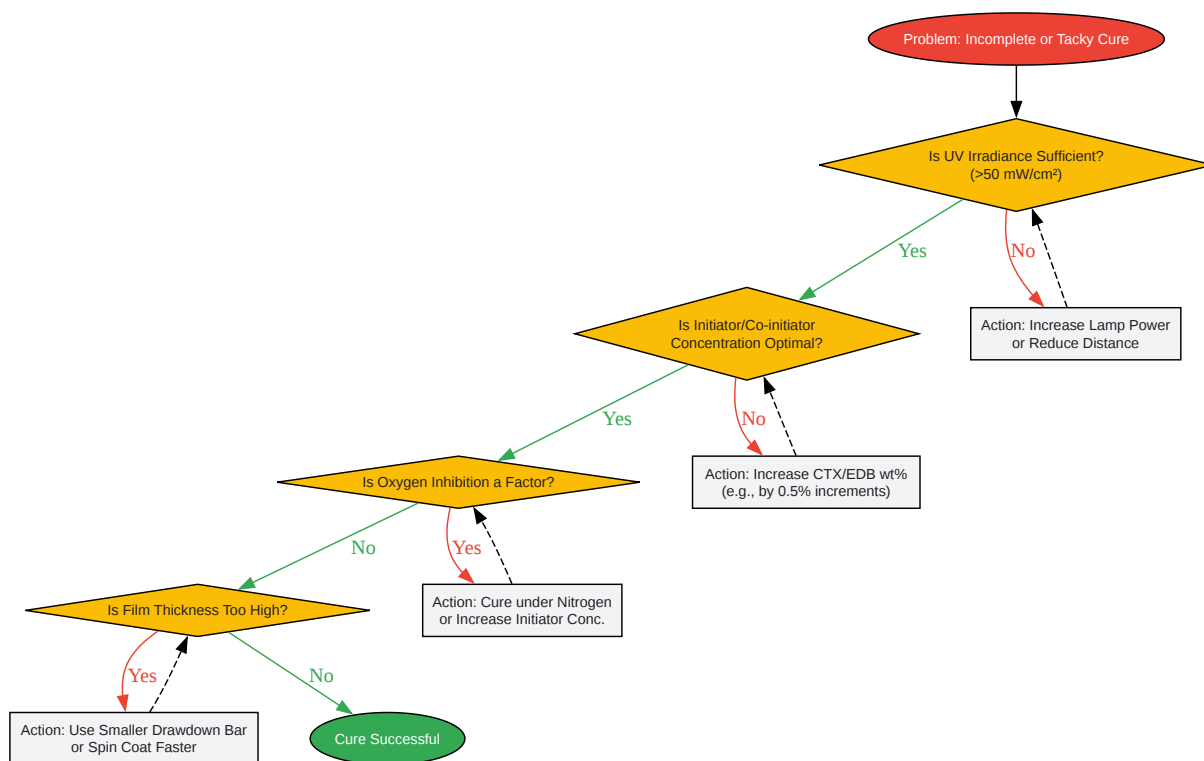 Problem: Incomplete or Tacky Cure
Is UV Irradiance Sufficient?
(>50 mW/cm²)
Yes
No
Action: Increase Lamp Power
or Reduce Distance
Is Initiator/Co-initiator
Concentration Optimal?
Yes
No
Action: Increase CTX/EDB wt%
(e.g., by 0.5% increments)
Is Oxygen Inhibition a Factor?
No
Yes
Action: Cure under Nitrogen
or Increase Initiator Conc.
Is Film Thickness Too High?
Yes
No
Action: Use Smaller Drawdown Bar
or Spin Coat Faster
Cure Successful